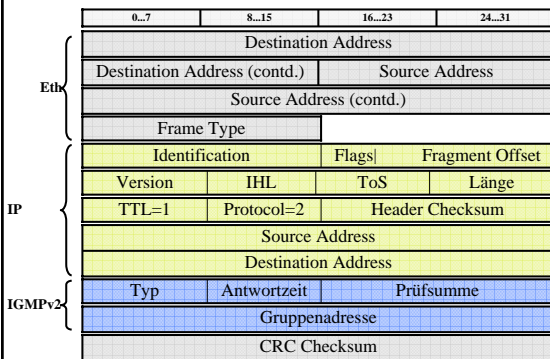 0...7 8...15 16...23 24...31
Destination Address
Destination Address (contd.) Source Address
Eth
Source Address (contd.)
Frame Type
Identification Flags| Fragment Offset
Version IHL ToS Länge
IP TTL=1 Protocol=2 Header Checksum
Source Address
Destination Address
Typ Antwortzeit Prüfsumme
IGMPv2
Gruppenadresse
CRC Checksum